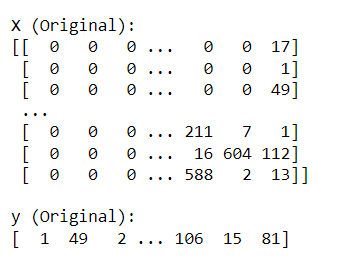 X (Original):
[[  0   0   0 ...   0   0  17]
 [  0   0   0 ...   0   0   1]
 [  0   0   0 ...   0   0  49]
 ...
 [  0   0   0 ... 211   7   1]
 [  0   0   0 ...  16 604 112]
 [  0   0   0 ... 588   2  13]]
y (Original):
[  1  49   2 ... 106  15  81]